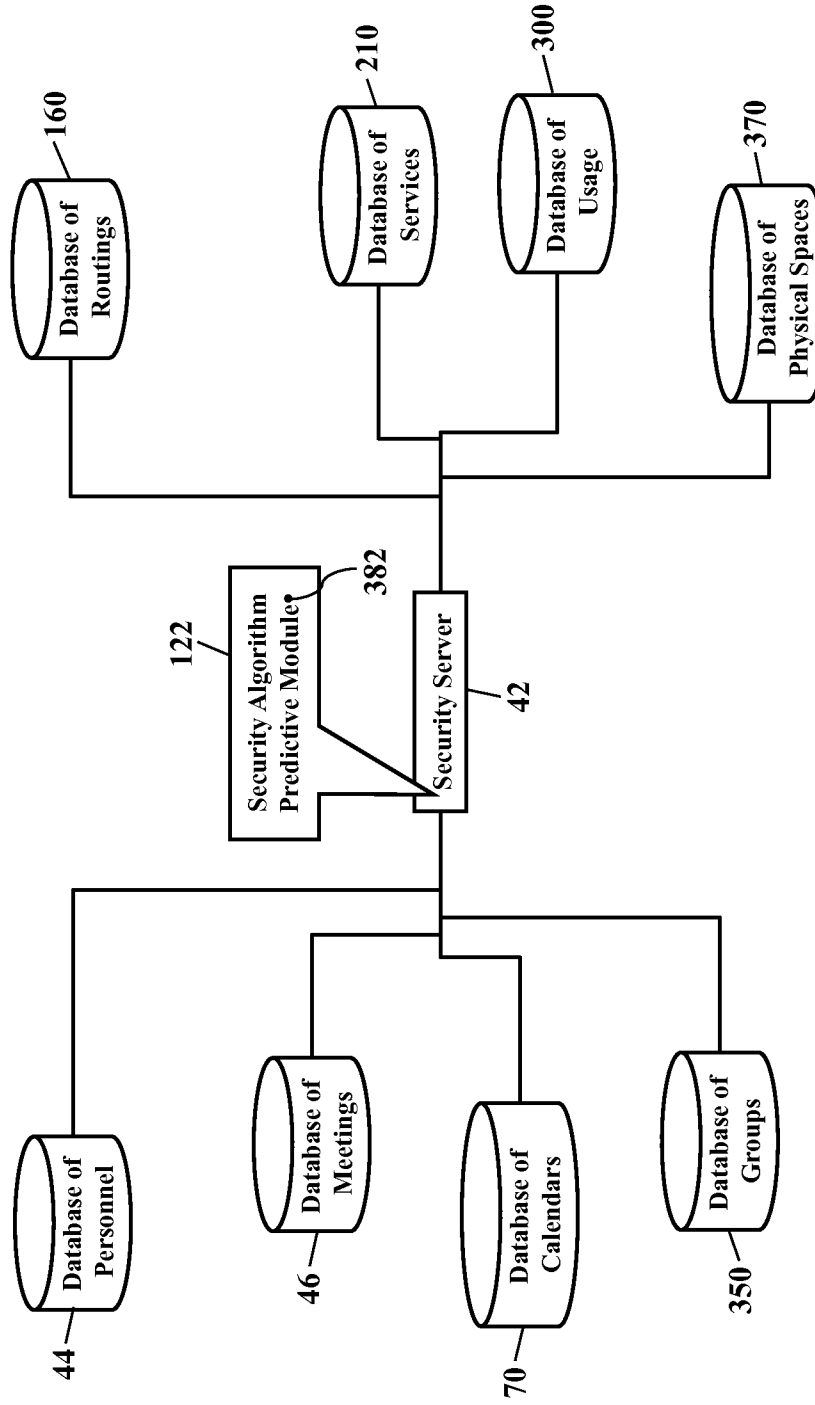 44
Database of
Personnel
46
Database of
Meetings
70
Database of
Calendars
350
Database of
Groups
122
Security Algorithm
Predictive Module
382
Security Server
42
160
Database of
Routings
210
Database of
Services
300
Database of
Usage
370
Database of
Physical Spaces